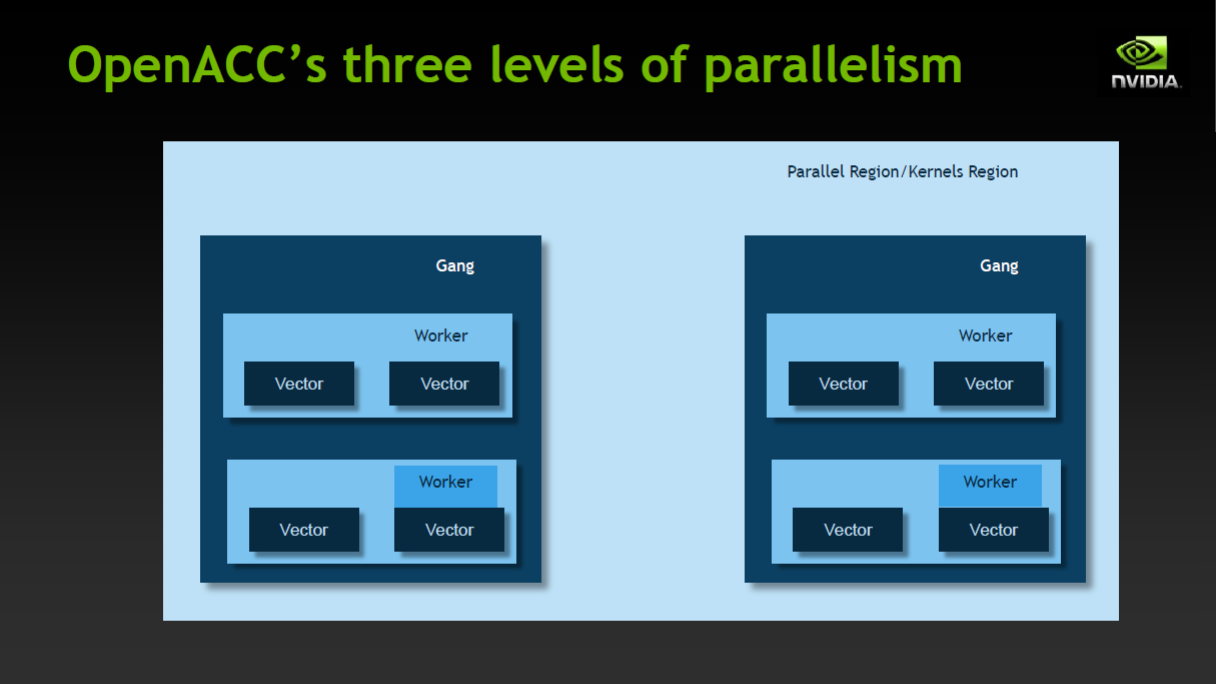 OpenACC’s three levels of parallelism
NVIDIA.
Parallel Region/Kernels Region
Gang
Worker
Vector Vector
Worker
Vector Vector
Gang
Worker
Vector Vector
Worker
Vector Vector